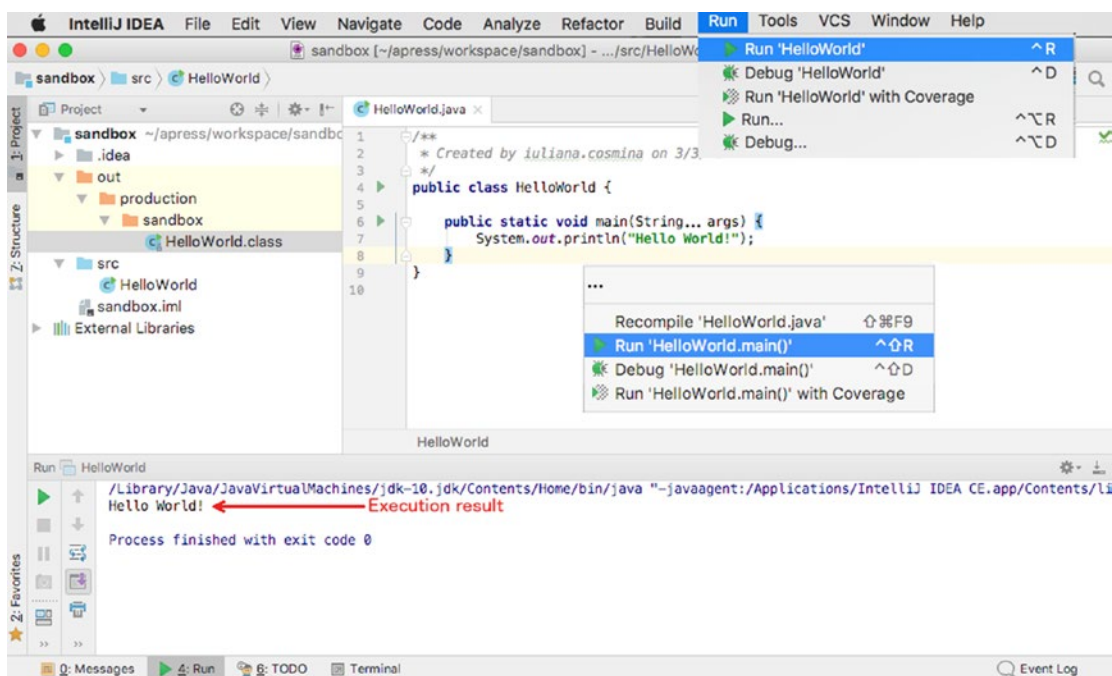 IntelliJ IDEA File Edit View Navigate Code Analyze Refactor Build Run Tools VCS Window Help
sandbox [~/apress/workspace/sandbox] - .../src/HelloWo
Run 'HelloWorld' ^R
Debug 'HelloWorld' ^D
Run 'HelloWorld' with Coverage
Run... ^⌥R
Debug... ^⌥D
sandbox src HelloWorld
1: Project
Z: Structure
2: Favorites
Project
sandbox ~/apress/workspace/sandbo
.idea
out
production
sandbox
HelloWorld.class
src
HelloWorld
sandbox.iml
External Libraries
HelloWorld.java
1 /**
2 * Created by iuliana.cosmina on 3/3
3 */
4 public class HelloWorld {
5
6 public static void main(String... args) {
7 System.out.println("Hello World!");
8 }
9 }
10
...
Recompile 'HelloWorld.java' ⇧⌘F9
Run 'HelloWorld.main()' ^⇧R
Debug 'HelloWorld.main()' ^⇧D
Run 'HelloWorld.main()' with Coverage
HelloWorld
Run HelloWorld
/Library/Java/JavaVirtualMachines/jdk-10.jdk/Contents/Home/bin/java "-javaagent:/Applications/IntelliJ IDEA CE.app/Contents/li
Hello World! Execution result
Process finished with exit code 0
0: Messages 4: Run 6: TODO Terminal Event Log